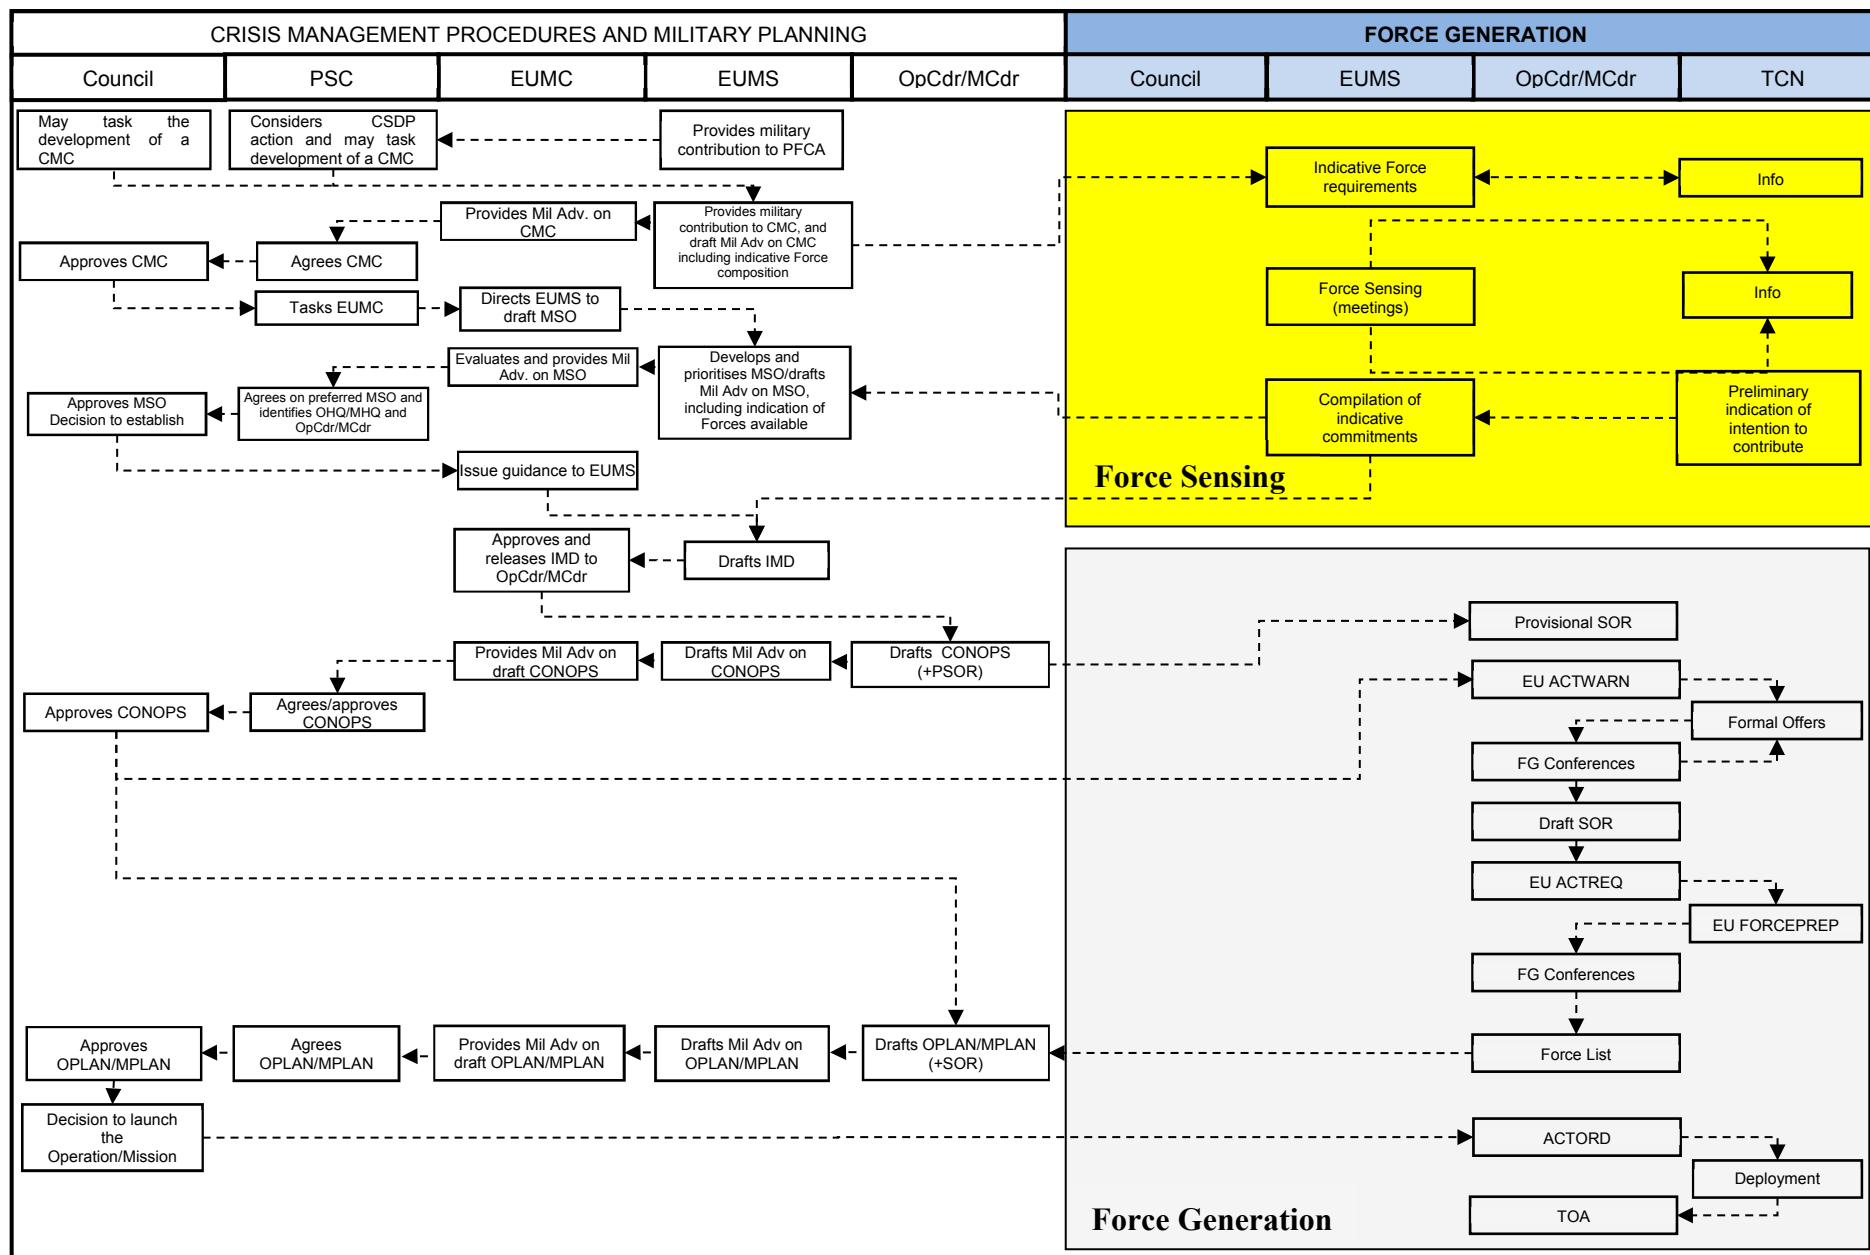 CRISIS MANAGEMENT PROCEDURES AND MILITARY PLANNING
FORCE GENERATION
Council
PSC
EUMC
EUMS
OpCdr/MCdr
Council
EUMS
OpCdr/MCdr
TCN
May task the
development of a
CMC
Considers CSDP
action and may task
development of a CMC
Provides military
contribution to PFCA
Indicative Force
requirements
Info
Provides Mil Adv. on
CMC
Provides military
contribution to CMC, and
draft Mil Adv on CMC
including indicative Force
composition
Approves CMC
Agrees CMC
Tasks EUMC
Directs EUMS to
draft MSO
Force Sensing
(meetings)
Info
Evaluates and provides Mil
Adv. on MSO
Develops and
prioritises MSO/drafts
Mil Adv on MSO,
including indication of
Forces available
Approves MSO
Decision to establish
Agrees on preferred MSO and
identifies OHQ/MHQ and
OpCdr/MCdr
Compilation of
indicative
commitments
Preliminary
indication of
intention to
contribute
Issue guidance to EUMS
Force Sensing
Approves and
releases IMD to
OpCdr/MCdr
Drafts IMD
Provisional SOR
Provides Mil Adv on
draft CONOPS
Drafts Mil Adv on
CONOPS
Drafts CONOPS
(+PSOR)
EU ACTWARN
Approves CONOPS
Agrees/approves
CONOPS
Formal Offers
FG Conferences
Draft SOR
EU ACTREQ
EU FORCEPREP
FG Conferences
Approves
OPLAN/MPLAN
Agrees
OPLAN/MPLAN
Provides Mil Adv on
draft OPLAN/MPLAN
Drafts Mil Adv on
OPLAN/MPLAN
Drafts OPLAN/MPLAN
(+SOR)
Force List
Decision to launch
the
Operation/Mission
ACTORD
Deployment
TOA
Force Generation